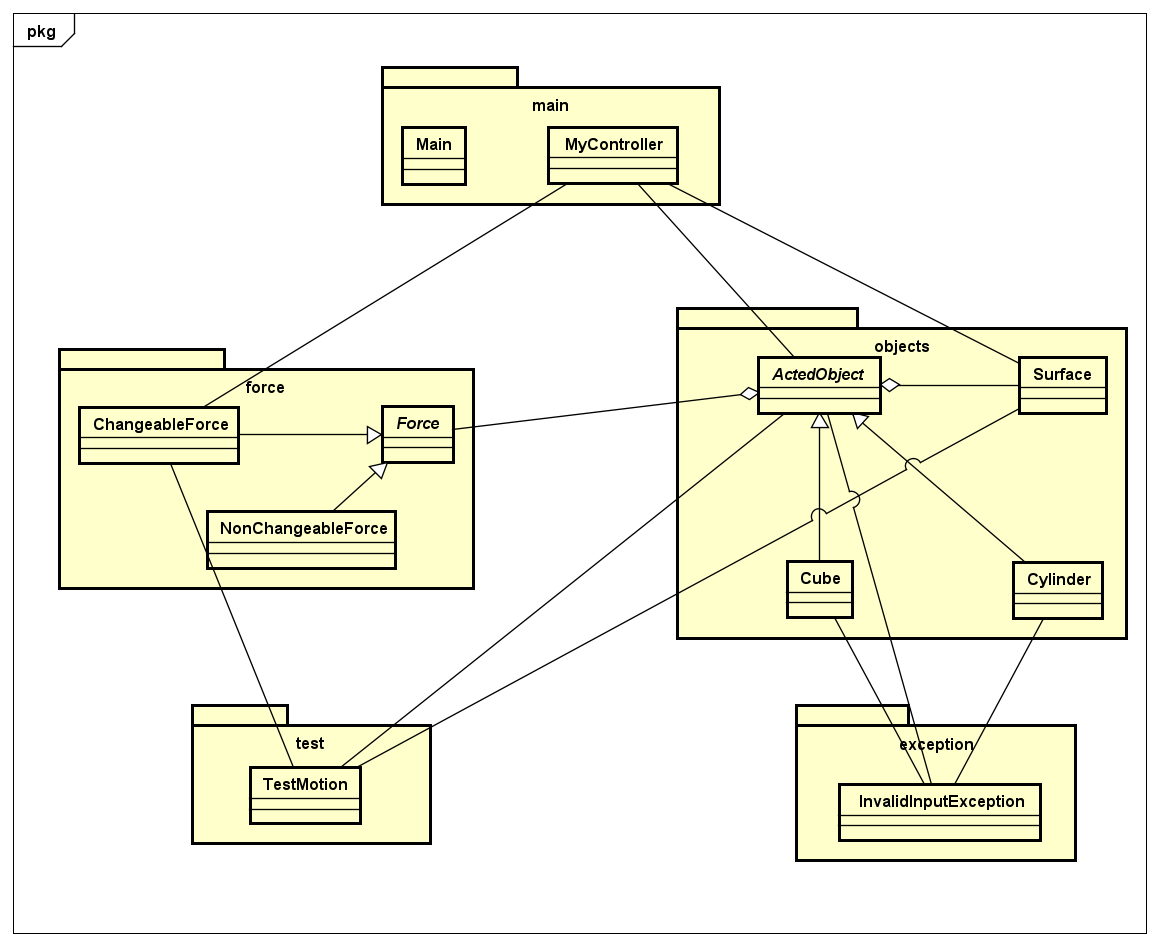 pkg
main
Main
MyController
objects
ActedObject
Surface
force
ChangeableForce
Force
NonChangeableForce
Cube
Cylinder
test
TestMotion
exception
InvalidInputException